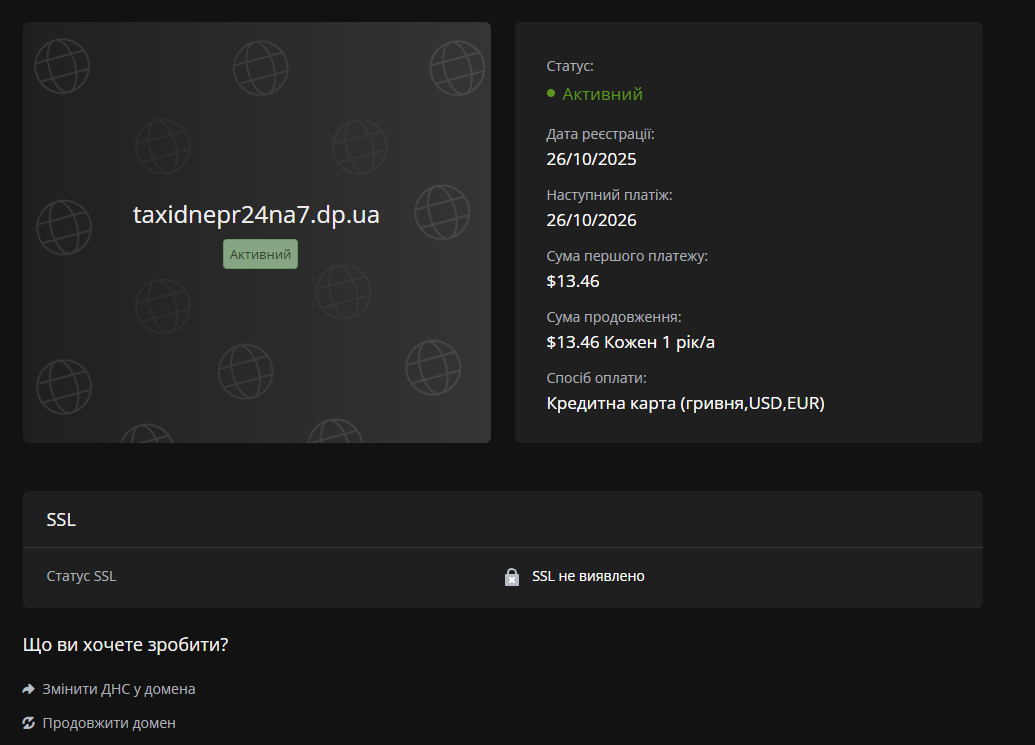 taxidnepr24na7.dp.ua
Активний
Статус:
Активний
Дата реєстрації:
26/10/2025
Наступний платіж:
26/10/2026
Сума першого платежу:
$13.46
Сума продовження:
$13.46 Кожен 1 рік/а
Спосіб оплати:
Кредитна карта (гривня,USD,EUR)
SSL
Статус SSL
SSL не виявлено
Що ви хочете зробити?
Змінити ДНС у домена
Продовжити домен